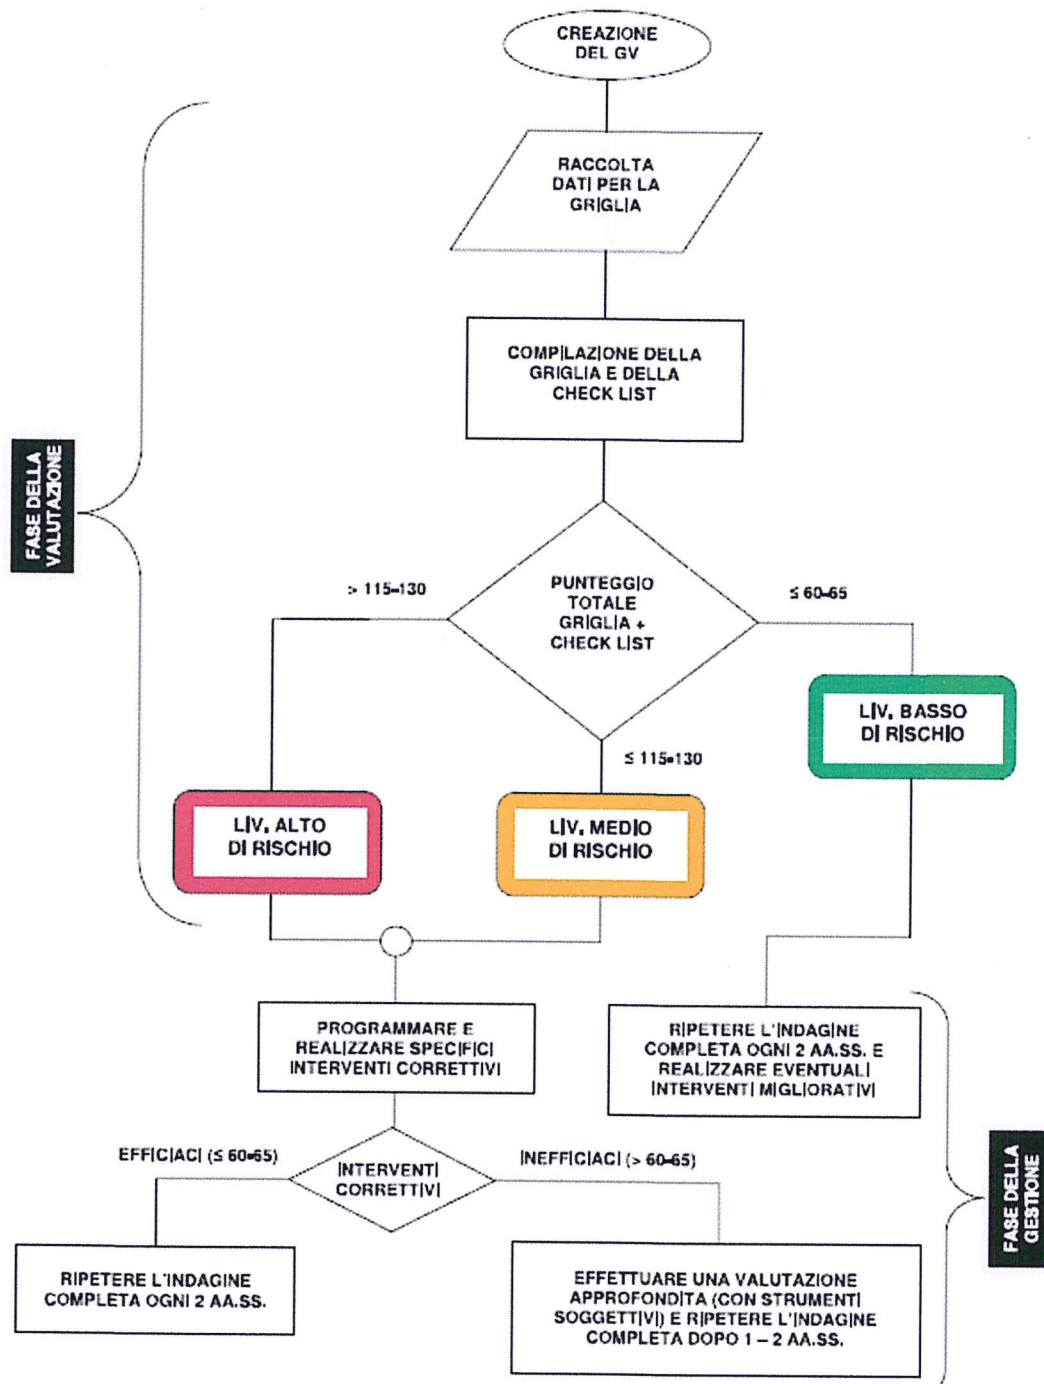 CREAZIONE
DEL GV
RACCOLTA
DATI PER LA
GRIGLIA
COMPILAZIONE DELLA
GRIGLIA E DELLA
CHECK LIST
FASE DELLA
VALUTAZIONE
> 115-130
PUNTEGGIO
TOTALE
GRIGLIA +
CHECK LIST
≤ 60-65
LIV. BASSO
DI RISCHIO
≤ 115-130
LIV. ALTO
DI RISCHIO
LIV. MEDIO
DI RISCHIO
PROGRAMMARE E
REALIZZARE SPECIFICI
INTERVENTI CORRETTIVI
RIPETERE L'INDAGINE
COMPLETA OGNI 2 AA.SS. E
REALIZZARE EVENTUALI
INTERVENTI MIGLIORATIVI
EFFICIACI (≤ 60-65)
INTERVENTI
CORRETTIVI
INEFFICIACI (> 60-65)
FASE DELLA
GESTIONE
RIPETERE L'INDAGINE
COMPLETA OGNI 2 AA.SS.
EFFETTUARE UNA VALUTAZIONE
APPROFONDITA (CON STRUMENTI
SOGGETTIVI) E RIPETERE L'INDAGINE
COMPLETA DOPO 1 – 2 AA.SS.